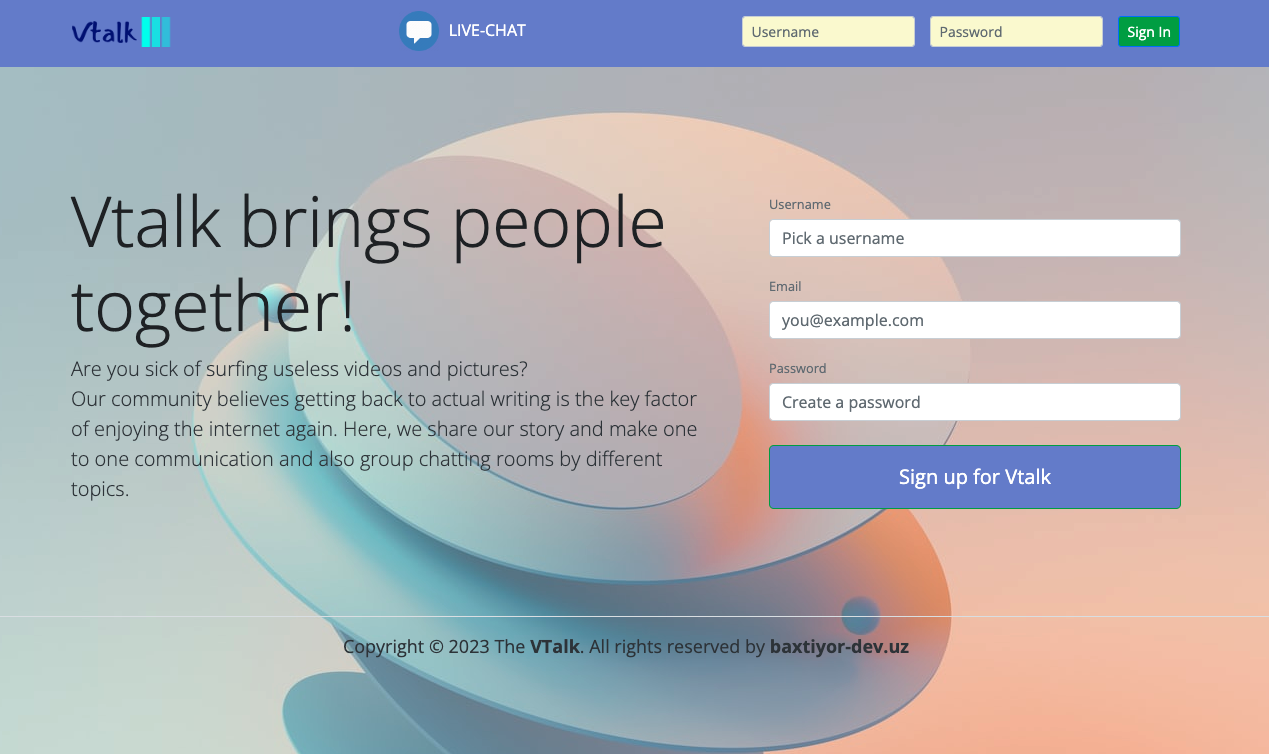 Vtalk
LIVE-CHAT
Username
Password
Sign In
Vtalk brings people
together!
Are you sick of surfing useless videos and pictures?
Our community believes getting back to actual writing is the key factor
of enjoying the internet again. Here, we share our story and make one
to one communication and also group chatting rooms by different
topics.
Username
Pick a username
Email
you@example.com
Password
Create a password
Sign up for Vtalk
Copyright © 2023 The VTalk. All rights reserved by baxtiyor-dev.uz